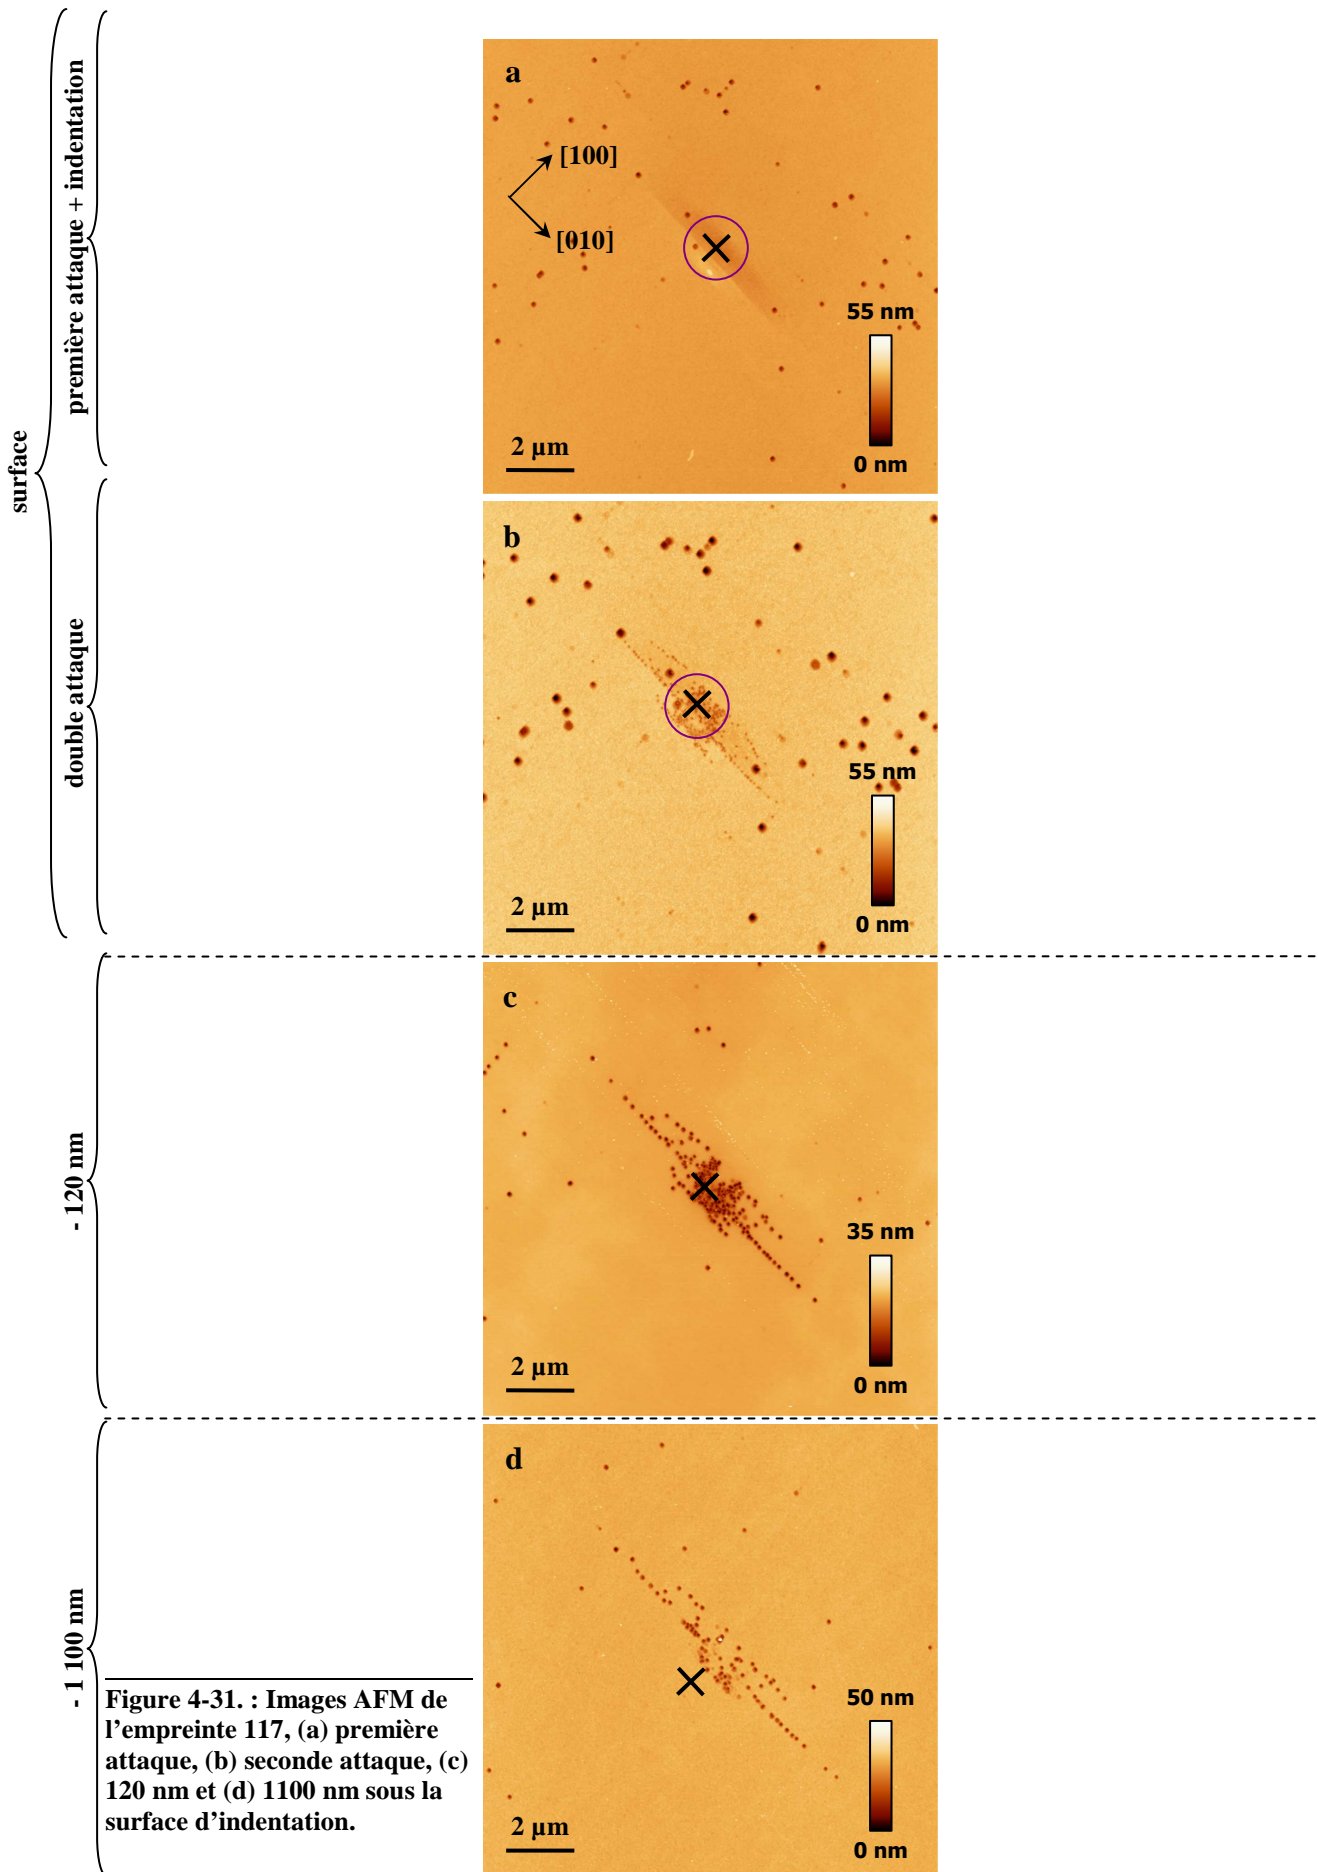 surface
première attaque + indentation
a
[100]
[010]
55 nm
0 nm
2 µm
double attaque
b
55 nm
0 nm
2 µm
- 120 nm
c
35 nm
0 nm
2 µm
- 1 100 nm
d
50 nm
0 nm
2 µm
Figure 4-31. : Images AFM de
l’empreinte 117, (a) première
attaque, (b) seconde attaque, (c)
120 nm et (d) 1100 nm sous la
surface d’indentation.